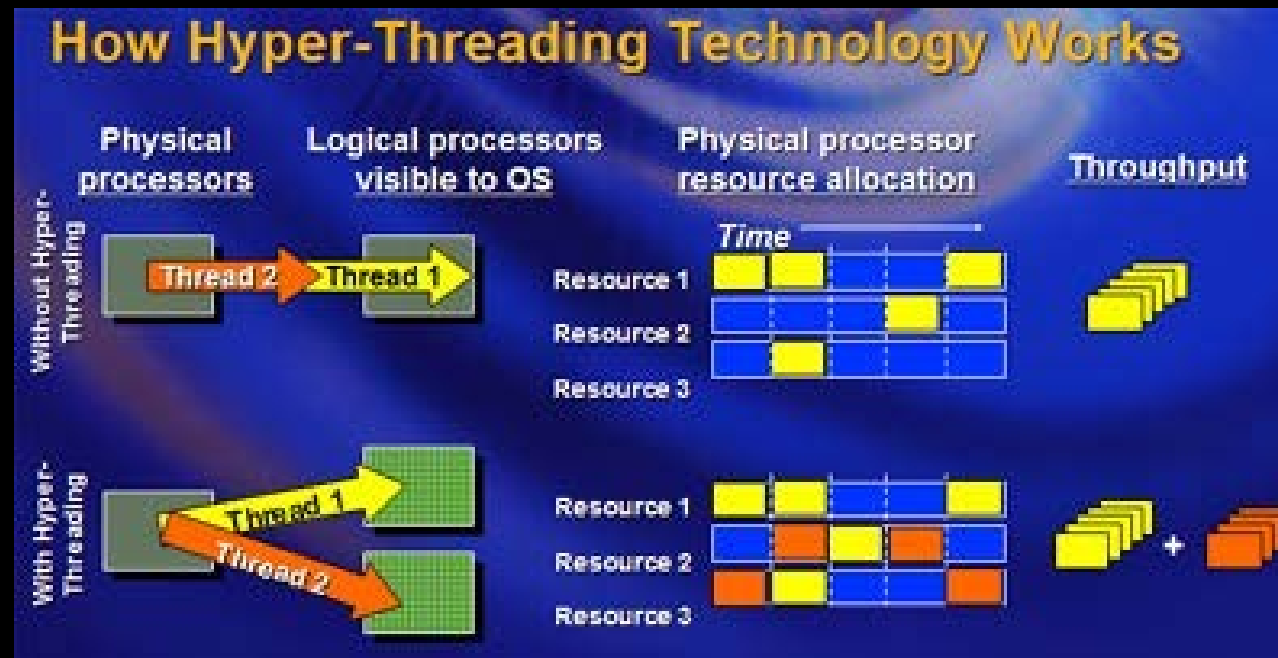 How Hyper-Threading Technology Works
Physical
processors
Logical processors
visible to OS
Physical processor
resource allocation
Throughput
Without Hyper-
Threading
Thread 2
Thread 1
Time
Resource 1
Resource 2
Resource 3
With Hyper-
Threading
Thread 1
Thread 2
Resource 1
Resource 2
Resource 3
+